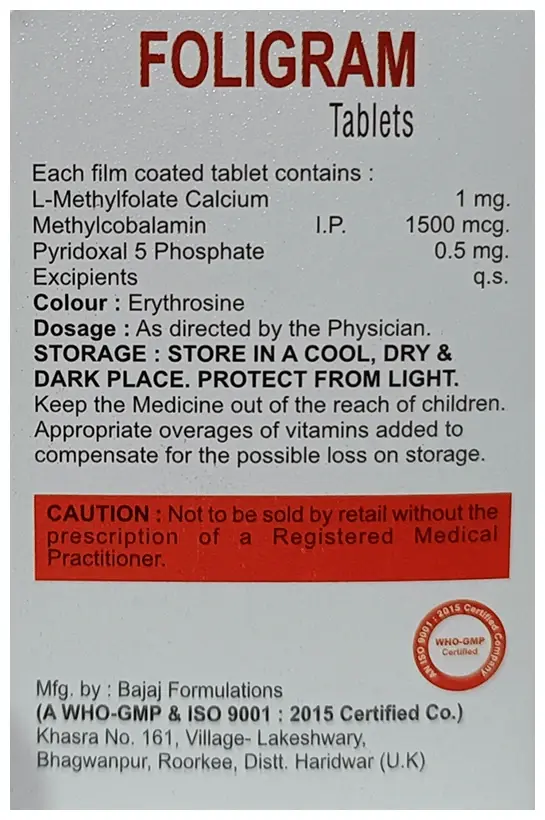 FOLIGRAM
Tablets
Each film coated tablet contains :
L-Methylfolate Calcium 1 mg.
Methylcobalamin I.P. 1500 mcg.
Pyridoxal 5 Phosphate 0.5 mg.
Excipients q.s.
Colour : Erythrosine
Dosage : As directed by the Physician.
STORAGE : STORE IN A COOL, DRY &
DARK PLACE. PROTECT FROM LIGHT.
Keep the Medicine out of the reach of children.
Appropriate overages of vitamins added to
compensate for the possible loss on storage.
CAUTION : Not to be sold by retail without the
prescription of a Registered Medical
Practitioner.
AN ISO 9001 : 2015 Certified Company
WHO-GMP
Certified
Mfg. by : Bajaj Formulations
(A WHO-GMP & ISO 9001 : 2015 Certified Co.)
Khasra No. 161, Village- Lakeshwary,
Bhagwanpur, Roorkee, Distt. Haridwar (U.K)